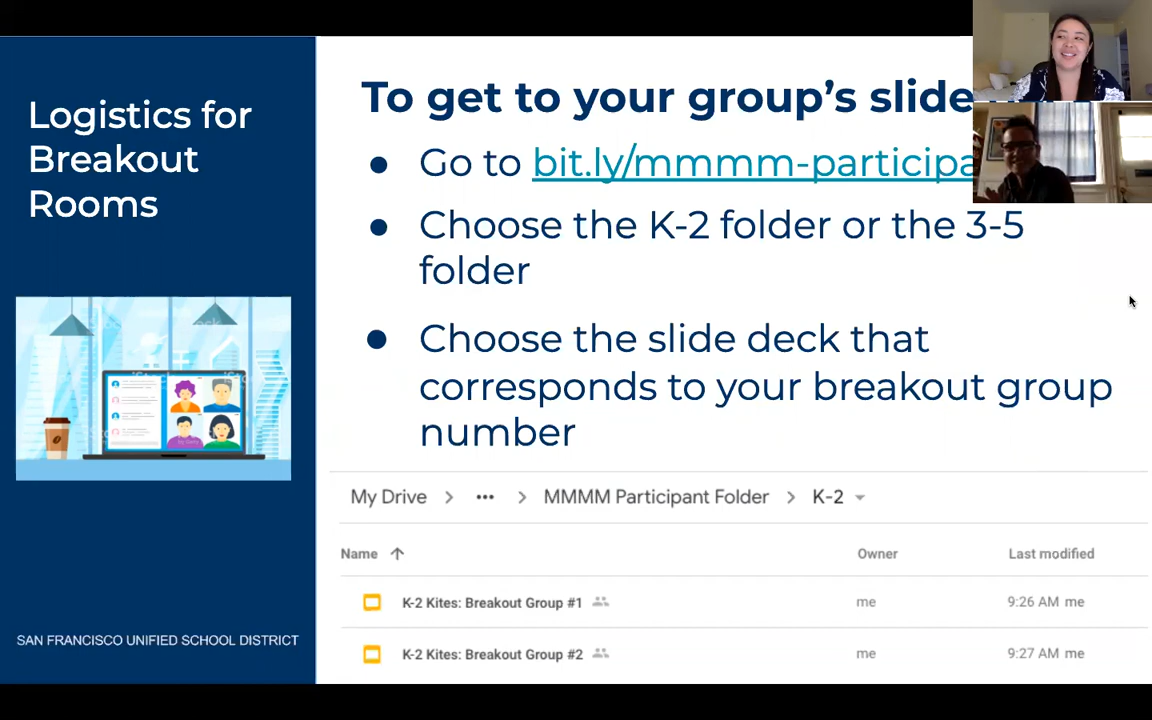 Logistics for
Breakout
Rooms
SAN FRANCISCO UNIFIED SCHOOL DISTRICT
To get to your group's slide
● Go to bit.ly/mmmm-participa
● Choose the K-2 folder or the 3-5
folder
● Choose the slide deck that
corresponds to your breakout group
number
My Drive > ••• > MMMM Participant Folder > K-2
Name ↑ Owner Last modified
K-2 Kites: Breakout Group #1 me 9:26 AM me
K-2 Kites: Breakout Group #2 me 9:27 AM me